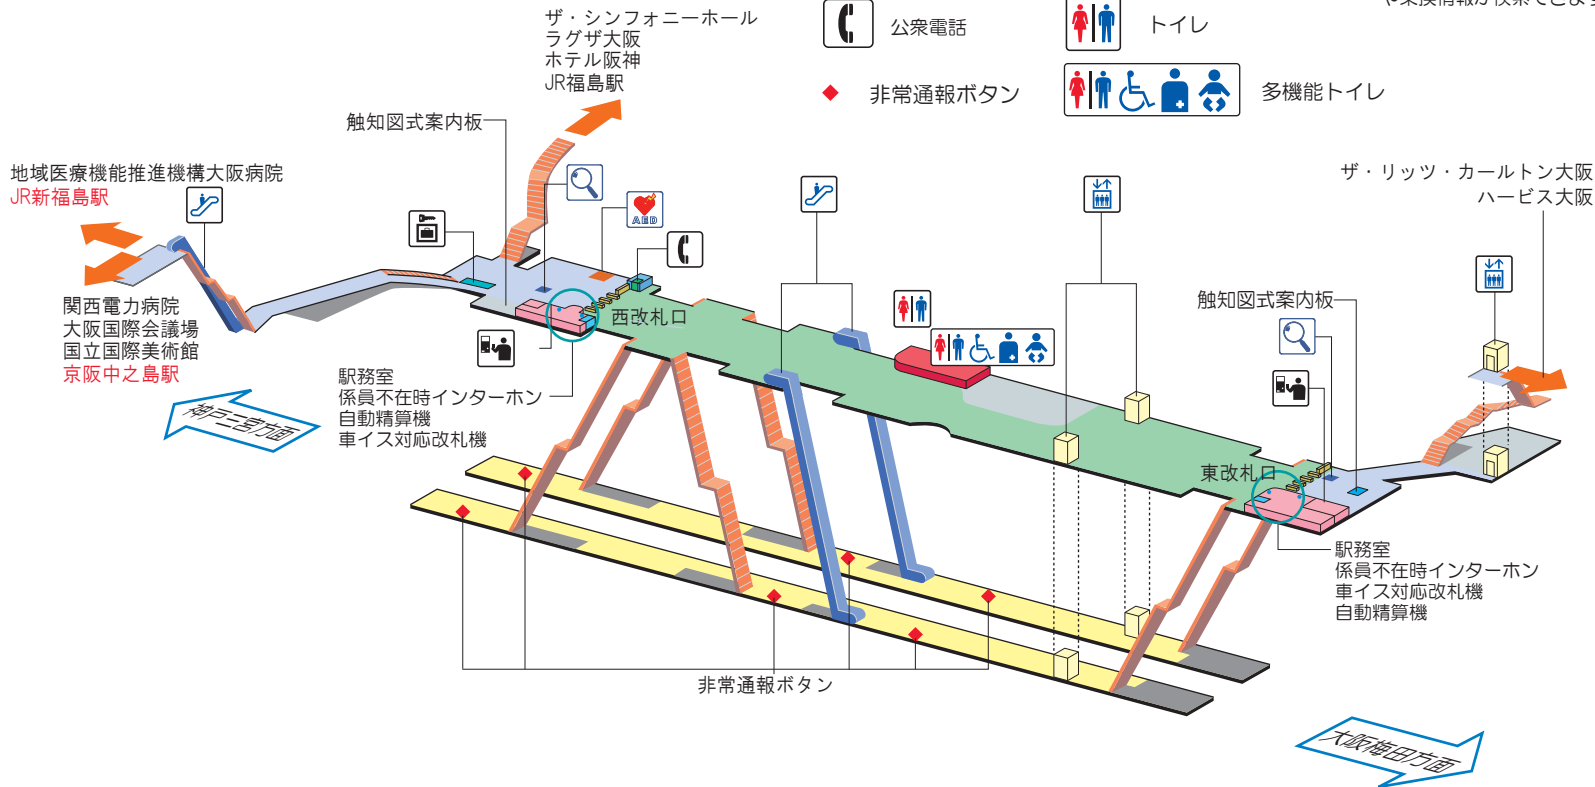 ザ・シンフォニーホール
ラグザ大阪
ホテル阪神
JR福島駅
公衆電話
トイレ
非常通報ボタン
多機能トイレ
触知図式案内板
地域医療機能推進機構大阪病院
JR新福島駅
ザ・リッツ・カールトン大阪
ハービス大阪
AED
関西電力病院
大阪国際会議場
国立国際美術館
京阪中之島駅
西改札口
触知図式案内板
神戸三宮方面
駅務室
係員不在時インターホン
自動精算機
車イス対応改札機
東改札口
駅務室
係員不在時インターホン
車イス対応改札機
自動精算機
非常通報ボタン
大阪梅田方面